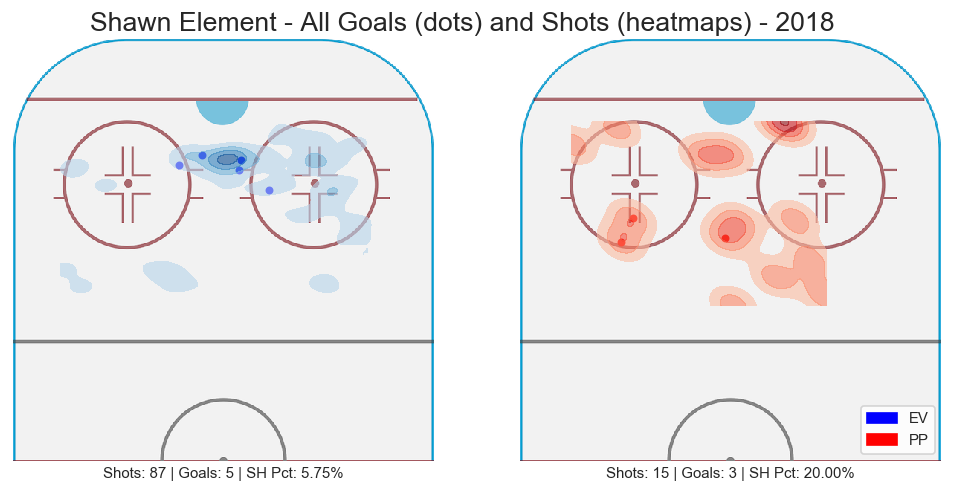 Shawn Element - All Goals (dots) and Shots (heatmaps) - 2018
EV
PP
Shots: 87 | Goals: 5 | SH Pct: 5.75%
Shots: 15 | Goals: 3 | SH Pct: 20.00%